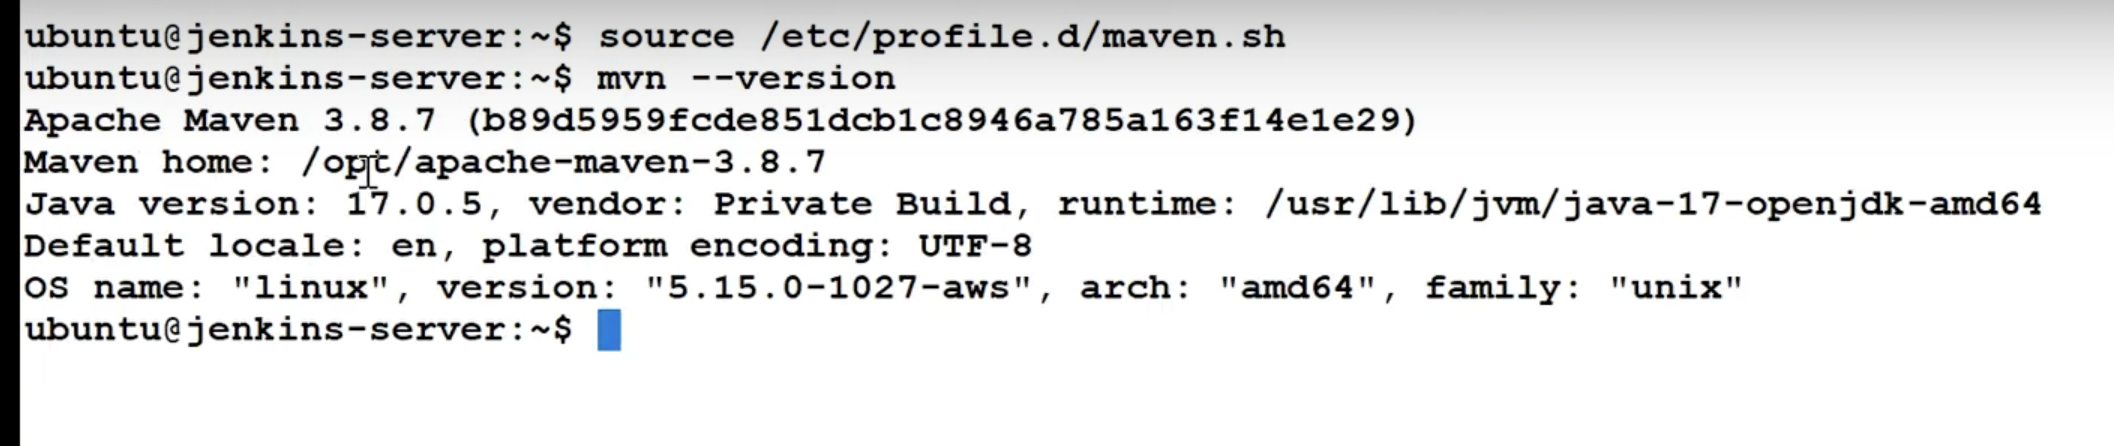 ubuntu@jenkins-server:~$ source /etc/profile.d/maven.sh
ubuntu@jenkins-server:~$ mvn --version
Apache Maven 3.8.7 (b89d5959fcde851dcb1c8946a785a163f14e1e29)
Maven home: /opt/apache-maven-3.8.7
Java version: 17.0.5, vendor: Private Build, runtime: /usr/lib/jvm/java-17-openjdk-amd64
Default locale: en, platform encoding: UTF-8
OS name: "linux", version: "5.15.0-1027-aws", arch: "amd64", family: "unix"
ubuntu@jenkins-server:~$